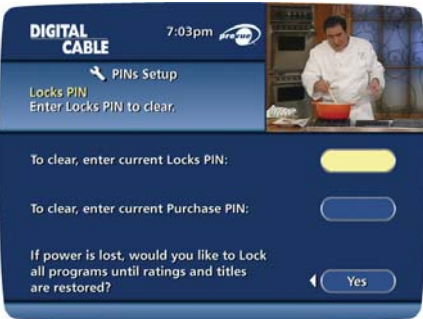 DIGITAL
CABLE
7:03pm
PINs Setup
Locks PIN
Enter Locks PIN to clear.
To clear, enter current Locks PIN:
To clear, enter current Purchase PIN:
If power is lost, would you like to Lock
all programs until ratings and titles
are restored?
Yes